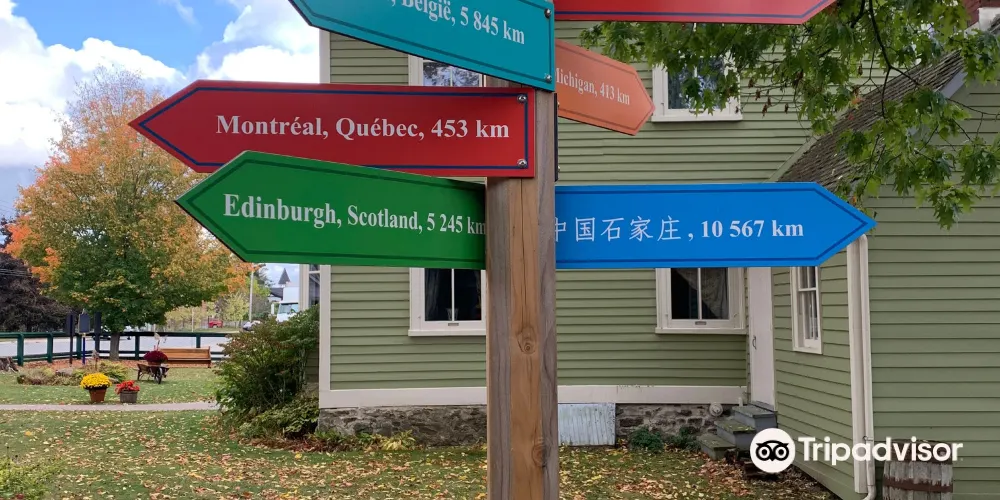 België, 5 845 km
Michigan, 413 km
Montréal, Québec, 453 km
Edinburgh, Scotland, 5 245 km
中国石家庄, 10 567 km
Tripadvisor